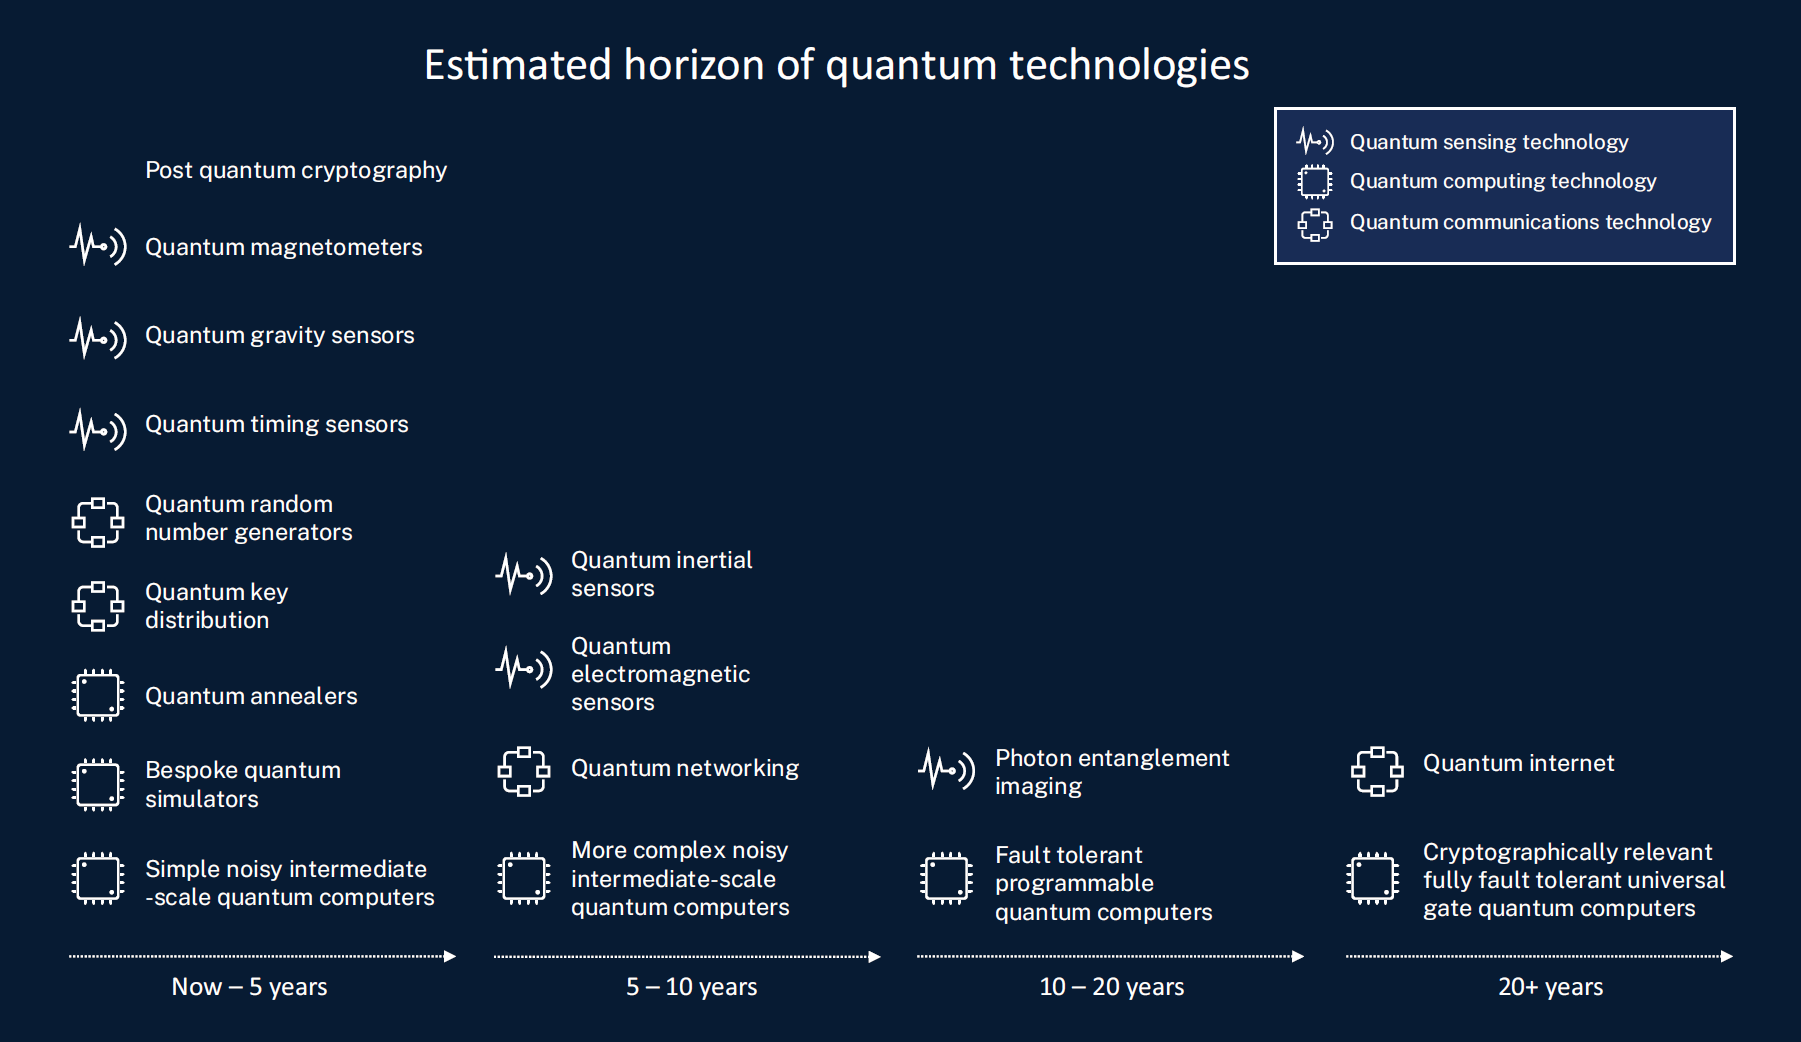 Estimated horizon of quantum technologies
Quantum sensing technology
Quantum computing technology
Quantum communications technology
Post quantum cryptography
Quantum magnetometers
Quantum gravity sensors
Quantum timing sensors
Quantum random
number generators
Quantum key
distribution
Quantum annealers
Bespoke quantum
simulators
Simple noisy intermediate
-scale quantum computers
Now – 5 years
Quantum inertial
sensors
Quantum
electromagnetic
sensors
Quantum networking
More complex noisy
intermediate-scale
quantum computers
5 – 10 years
Photon entanglement
imaging
Fault tolerant
programmable
quantum computers
10 – 20 years
Quantum internet
Cryptographically relevant
fully fault tolerant universal
gate quantum computers
20+ years